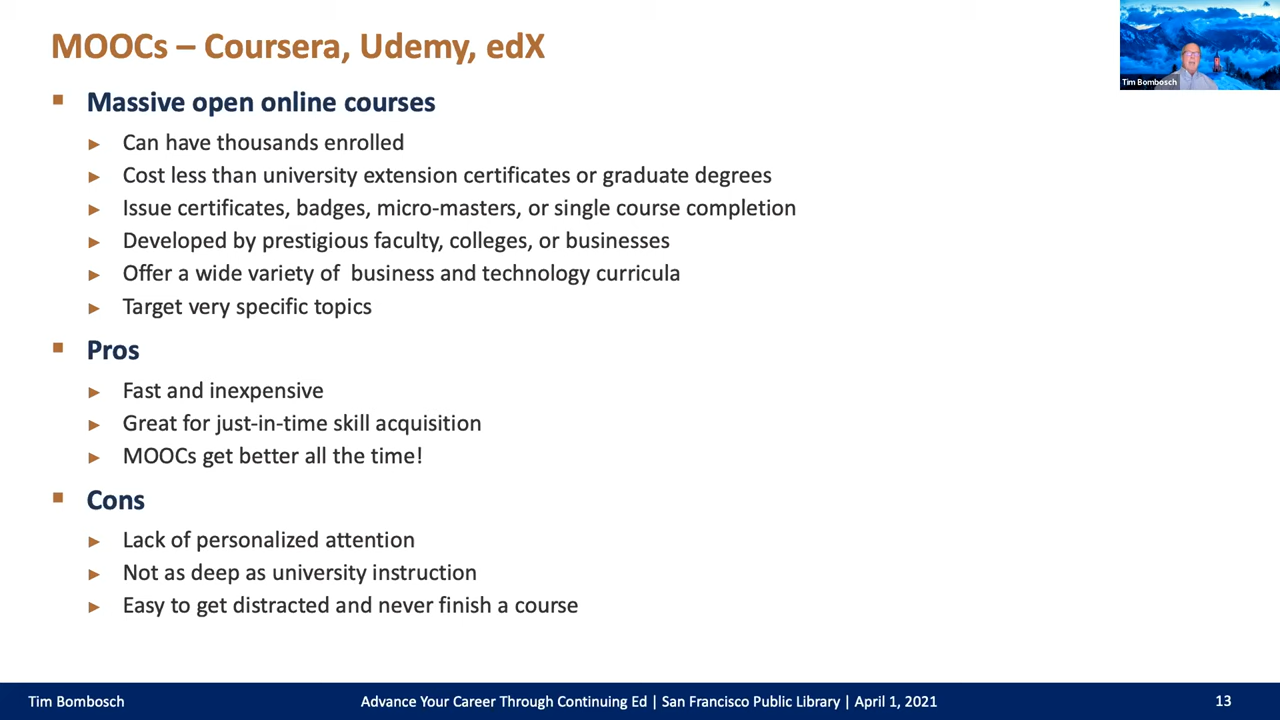 MOOCs – Coursera, Udemy, edX
Tim Bombosch
Massive open online courses
Can have thousands enrolled
Cost less than university extension certificates or graduate degrees
Issue certificates, badges, micro-masters, or single course completion
Developed by prestigious faculty, colleges, or businesses
Offer a wide variety of  business and technology curricula
Target very specific topics
Pros
Fast and inexpensive
Great for just-in-time skill acquisition
MOOCs get better all the time!
Cons
Lack of personalized attention
Not as deep as university instruction
Easy to get distracted and never finish a course
Tim Bombosch
Advance Your Career Through Continuing Ed | San Francisco Public Library | April 1, 2021
13